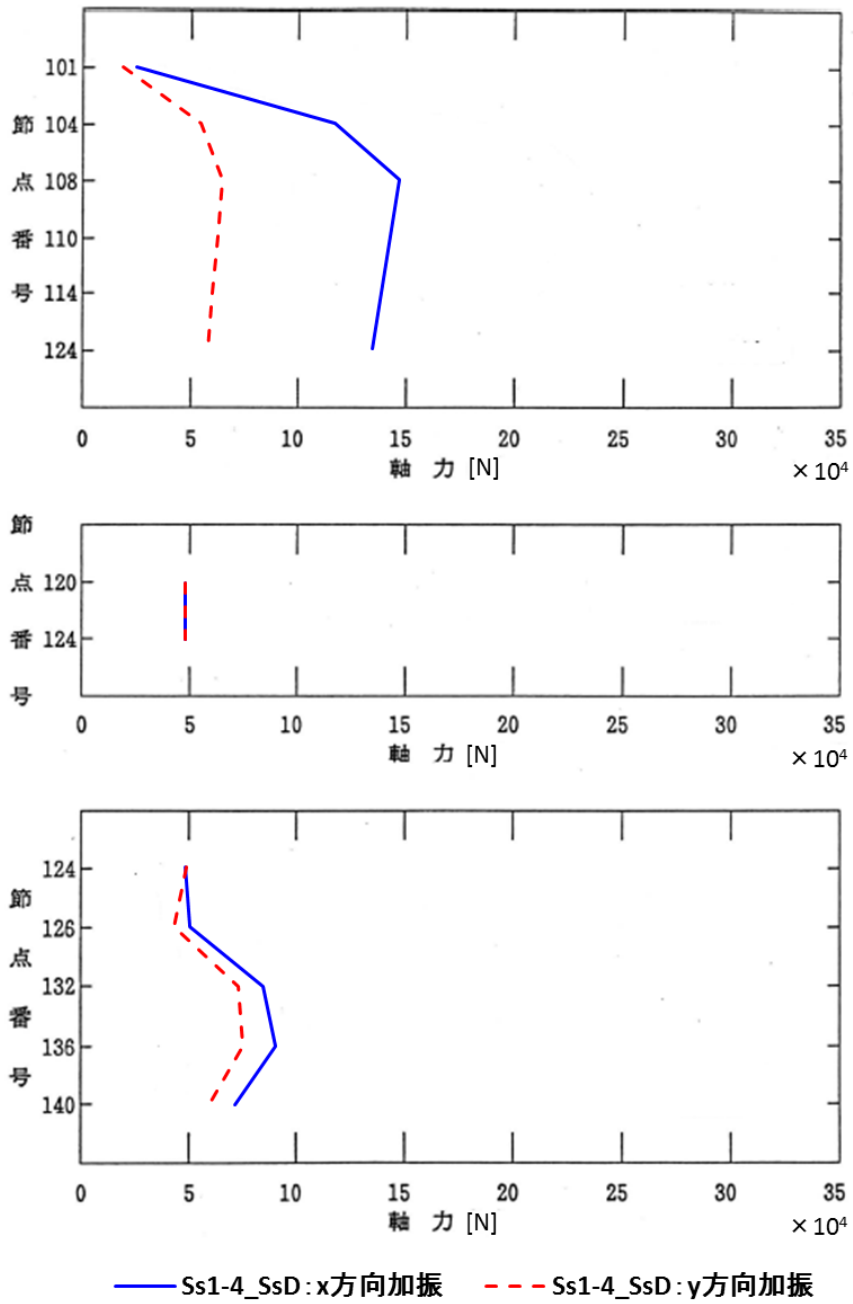 101
節 104
点 108
番 110
号 114
124
0 5 10 15 20 25 30 35
軸 力 [N] ×10⁴
節
点 120
番 124
号
0 5 10 15 20 25 30 35
軸 力 [N] ×10⁴
124
節
126
点
132
番
136
号
140
0 5 10 15 20 25 30 35
軸 力 [N] ×10⁴
Ss1-4_SsD:x方向加振 Ss1-4_SsD:y方向加振